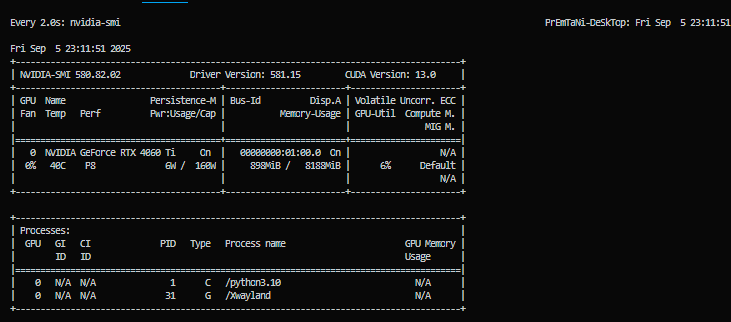 Every 2.0s: nvidia-smi PrEmTaNi-DeSkTop: Fri Sep 5 23:11:51
Fri Sep 5 23:11:51 2025
+-----------------------------------------------------------------------------------------+
| NVIDIA-SMI 580.82.02 Driver Version: 581.15 CUDA Version: 13.0 |
+-----------------------------------------+------------------------+----------------------+
| GPU Name Persistence-M | Bus-Id Disp.A | Volatile Uncorr. ECC |
| Fan Temp Perf Pwr:Usage/Cap | Memory-Usage | GPU-Util Compute M. |
| | | MIG M. |
|=========================================+========================+======================|
| 0 NVIDIA GeForce RTX 4060 Ti On | 00000000:01:00.0 On | N/A |
| 0% 40C P8 6W / 160W | 898MiB / 8188MiB | 6% Default |
| | | N/A |
+-----------------------------------------+------------------------+----------------------+
+-----------------------------------------------------------------------------------------+
| Processes: |
| GPU GI CI PID Type Process name GPU Memory |
| ID ID Usage |
|=========================================================================================|
| 0 N/A N/A 1 C /python3.10 N/A |
| 0 N/A N/A 31 G /Xwayland N/A |
+-----------------------------------------------------------------------------------------+